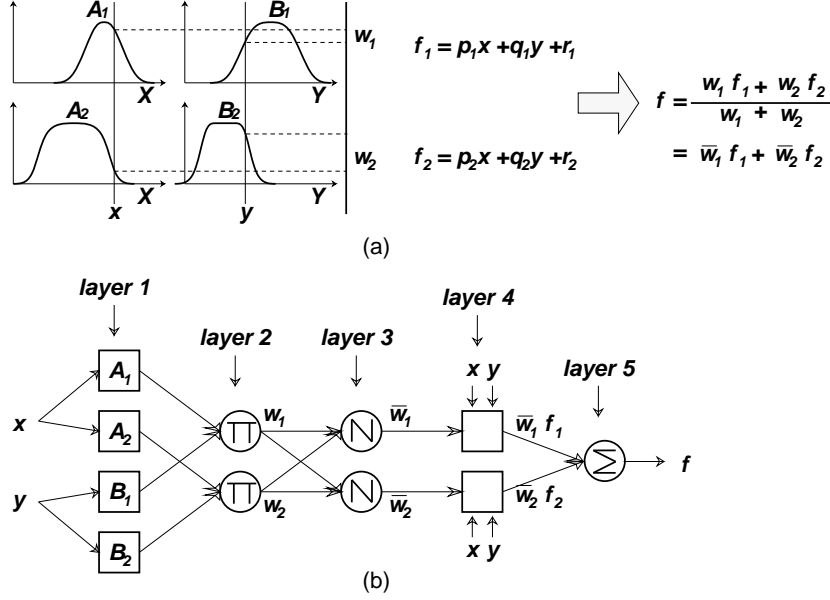 A1 B1
w1
X Y
f1 = p1x + q1y + r1
A2 B2
w2
X Y
f2 = p2x + q2y + r2
x y
f = w1 f1 + w2 f2
w1 + w2
= w̅1 f1 + w̅2 f2
(a)
layer 1
layer 2
layer 3
layer 4
layer 5
x
y
A1
A2
B1
B2
Π
Π
w1
w2
N
N
w̅1
w̅2
x y
x y
w̅1 f1
w̅2 f2
Σ
f
(b)